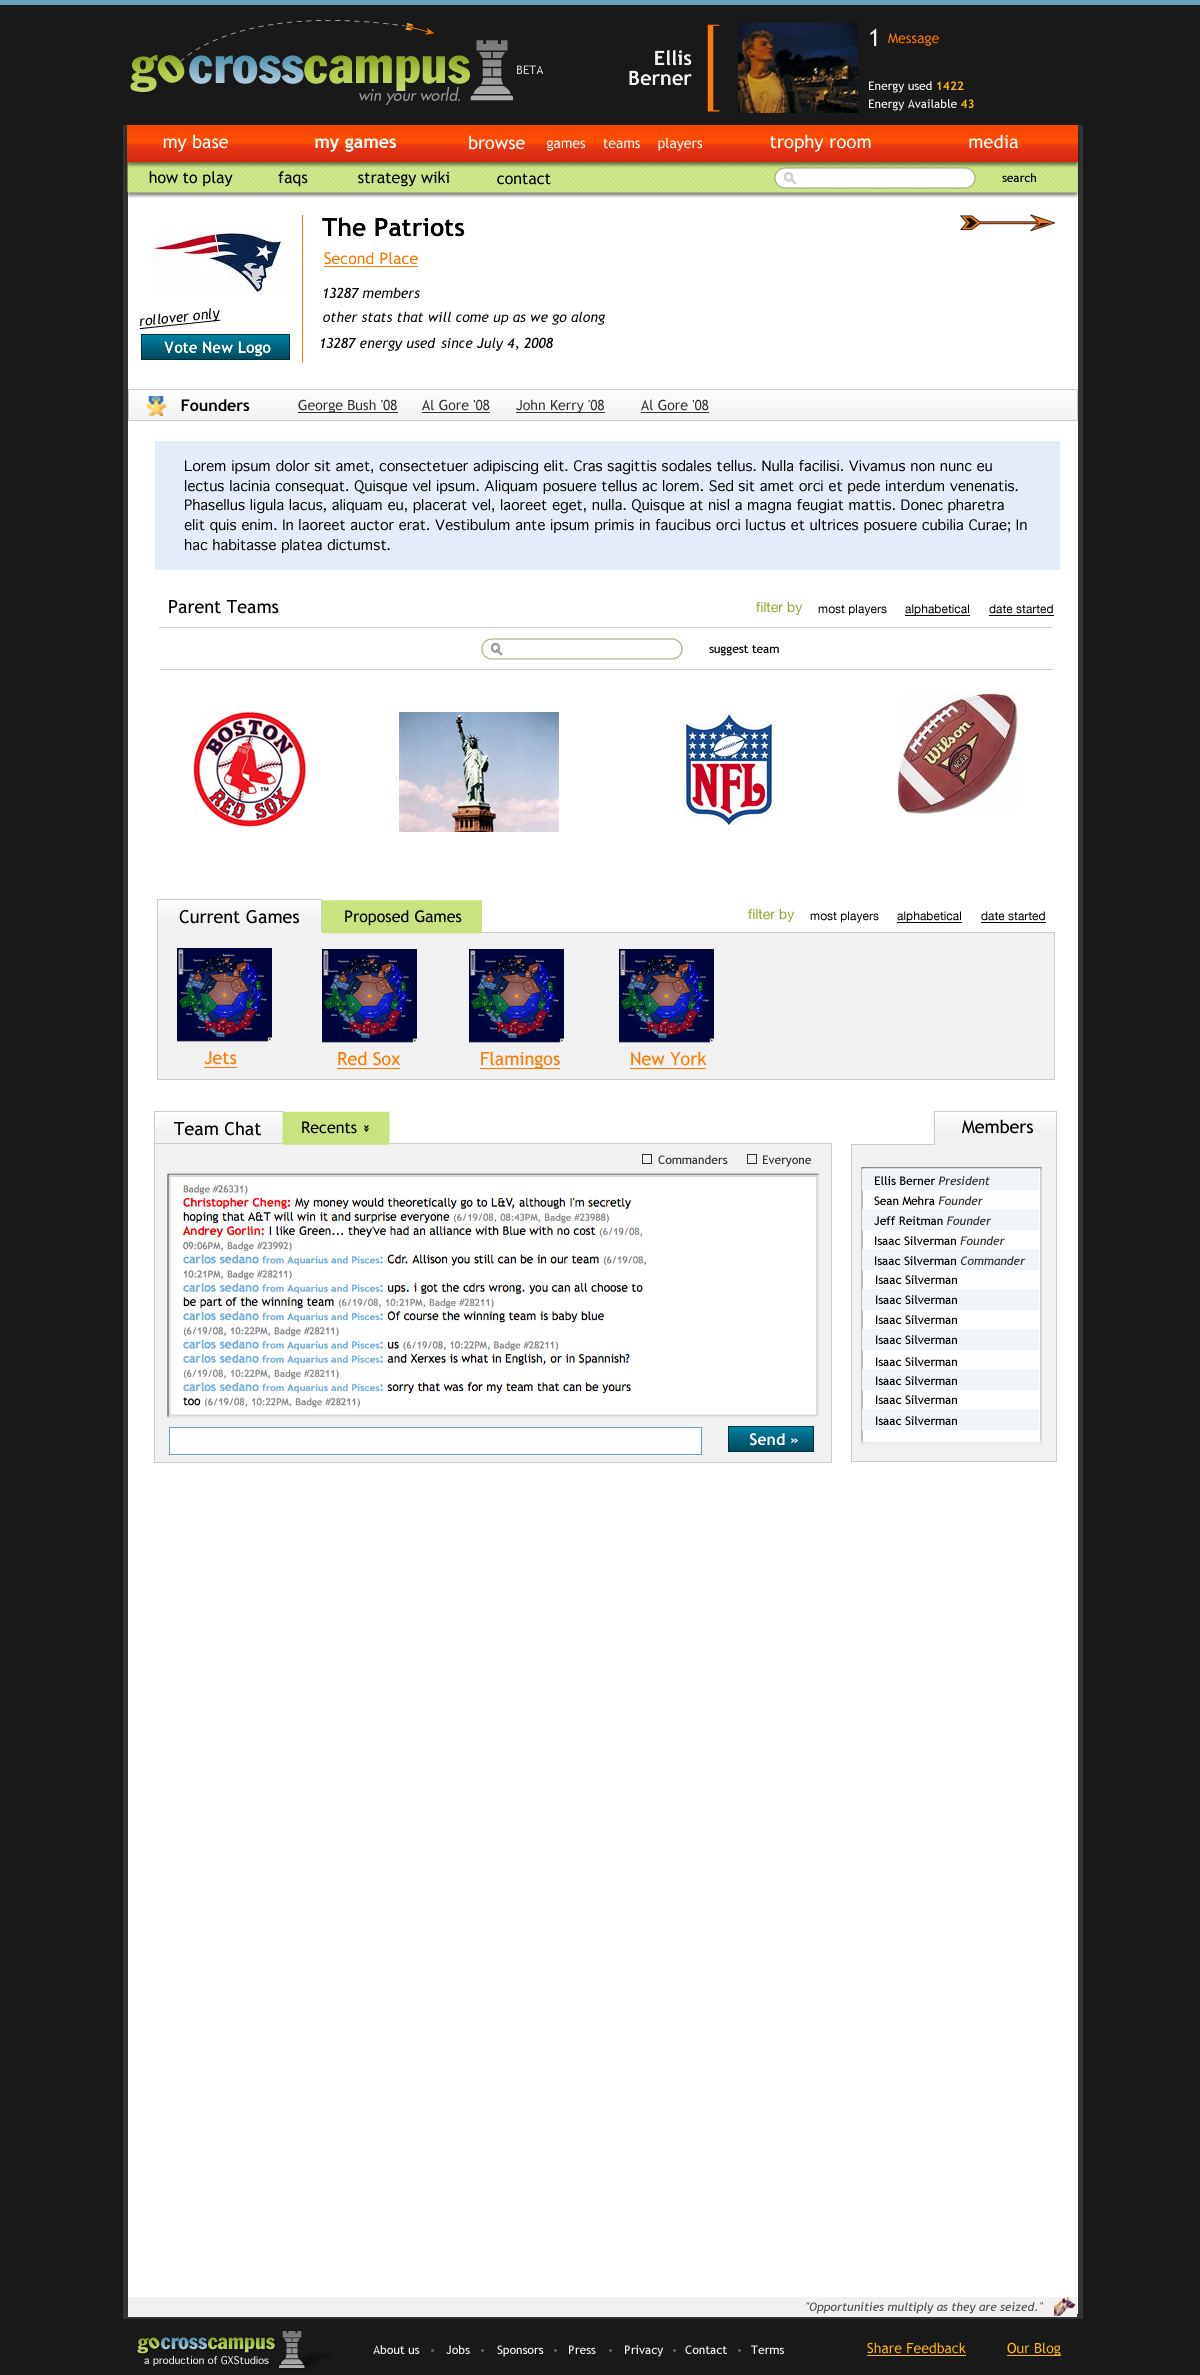 gocrosscampus BETA
win your world.
Ellis
Berner
1 Message
Energy used 1422
Energy Available 43
my base my games browse games teams players trophy room media
how to play faqs strategy wiki contact search
The Patriots
Second Place
13287 members
other stats that will come up as we go along
13287 energy used since July 4, 2008
rollover only
Vote New Logo
Founders George Bush '08 Al Gore '08 John Kerry '08 Al Gore '08
Lorem ipsum dolor sit amet, consectetuer adipiscing elit. Cras sagittis sodales tellus. Nulla facilisi. Vivamus non nunc eu
lectus lacinia consequat. Quisque vel ipsum. Aliquam posuere tellus ac lorem. Sed sit amet orci et pede interdum venenatis.
Phasellus ligula lacus, aliquam eu, placerat vel, laoreet eget, nulla. Quisque at nisl a magna feugiat mattis. Donec pharetra
elit quis enim. In laoreet auctor erat. Vestibulum ante ipsum primis in faucibus orci luctus et ultrices posuere cubilia Curae; In
hac habitasse platea dictumst.
Parent Teams filter by most players alphabetical date started
suggest team
BOSTON
RED SOX
TM
NFL
Wilson
NCAA
Current Games Proposed Games filter by most players alphabetical date started
Jets Red Sox Flamingos New York
Team Chat Recents »
Commanders Everyone
Badge #26331)
Christopher Cheng: My money would theoretically go to L&V, although I'm secretly
hoping that A&T will win it and surprise everyone (6/19/08, 08:43PM, Badge #23988)
Andrey Gorlin: I like Green... they've had an alliance with Blue with no cost (6/19/08,
09:06PM, Badge #23992)
carlos sedano from Aquarius and Pisces: Cdr. Allison you still can be in our team (6/19/08,
10:21PM, Badge #28211)
carlos sedano from Aquarius and Pisces: ups. i got the cdrs wrong. you can all choose to
be part of the winning team (6/19/08, 10:21PM, Badge #28211)
carlos sedano from Aquarius and Pisces: Of course the winning team is baby blue
(6/19/08, 10:22PM, Badge #28211)
carlos sedano from Aquarius and Pisces: us (6/19/08, 10:22PM, Badge #28211)
carlos sedano from Aquarius and Pisces: and Xerxes is what in English, or in Spannish?
(6/19/08, 10:22PM, Badge #28211)
carlos sedano from Aquarius and Pisces: sorry that was for my team that can be yours
too (6/19/08, 10:22PM, Badge #28211)
Send »
Members
Ellis Berner President
Sean Mehra Founder
Jeff Reitman Founder
Isaac Silverman Founder
Isaac Silverman Commander
Isaac Silverman
Isaac Silverman
Isaac Silverman
Isaac Silverman
Isaac Silverman
Isaac Silverman
Isaac Silverman
Isaac Silverman
"Opportunities multiply as they are seized."
gocrosscampus
a production of GXStudios
About us • Jobs • Sponsors • Press • Privacy • Contact • Terms
Share Feedback Our Blog